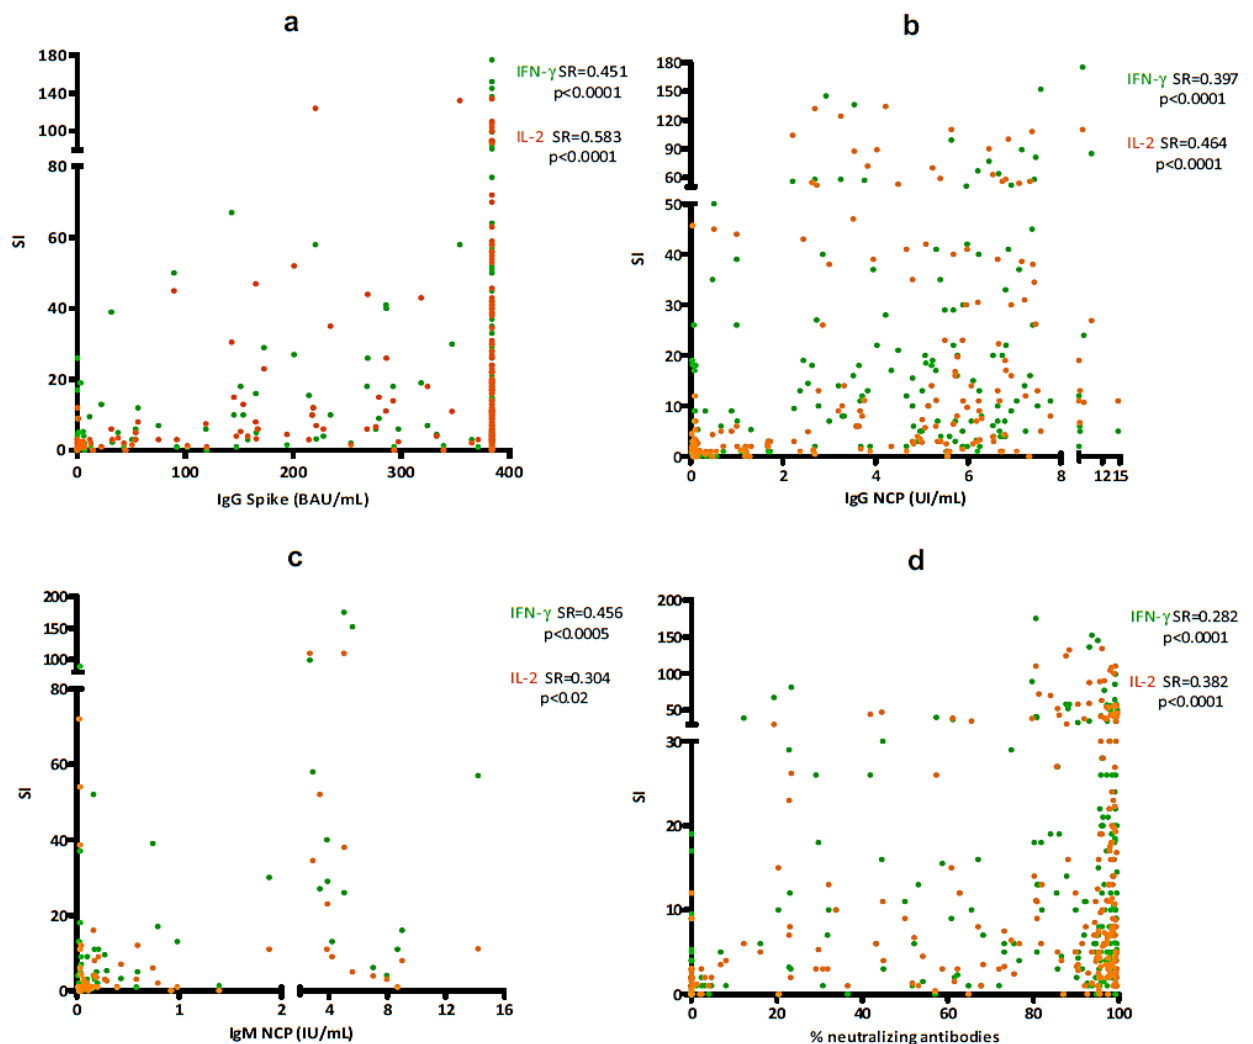 a
180
140
100
80
60
40
20
0
SI
0 100 200 300 400
IgG Spike (BAU/mL)
IFN-γ SR=0.451
p<0.0001
IL-2 SR=0.583
p<0.0001
b
180
150
120
90
60
50
40
30
20
10
0
SI
0 2 4 6 8 12 15
IgG NCP (UI/mL)
IFN-γ SR=0.397
p<0.0001
IL-2 SR=0.464
p<0.0001
c
200
150
100
80
60
40
20
0
SI
0 1 2 4 8 12 16
IgM NCP (IU/mL)
IFN-γ SR=0.456
p<0.0005
IL-2 SR=0.304
p<0.02
d
200
150
100
50
30
20
10
0
SI
0 20 40 60 80 100
% neutralizing antibodies
IFN-γ SR=0.282
p<0.0001
IL-2 SR=0.382
p<0.0001